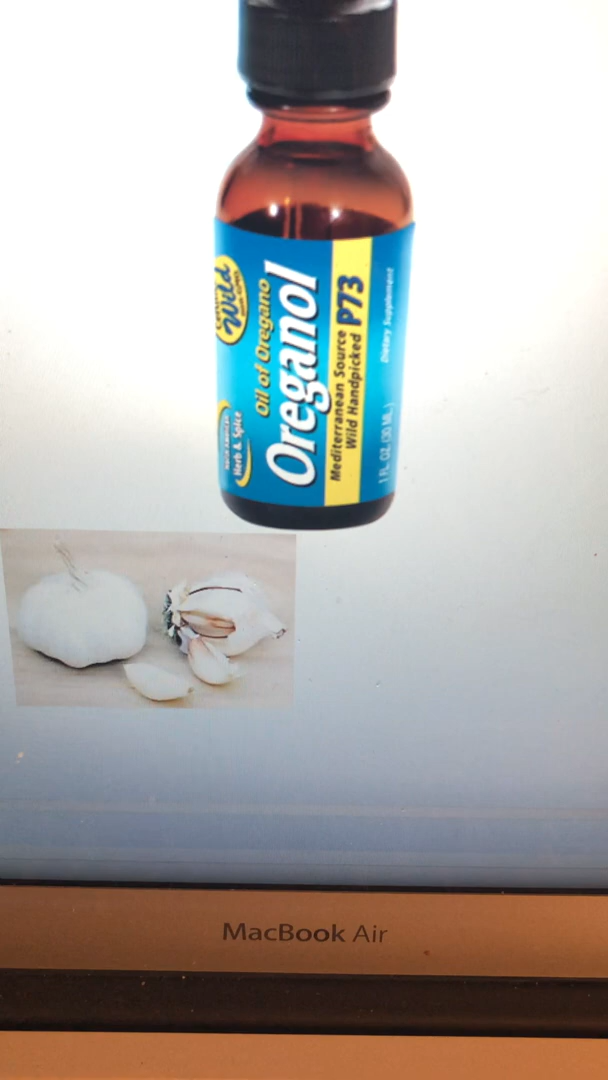 Wild
Oil of Oregano
Herb & Spice
Oreganol
Mediterranean Source
Wild Handpicked
P73
Dietary Supplement
1 FL. OZ. (30 ML.)
MacBook Air